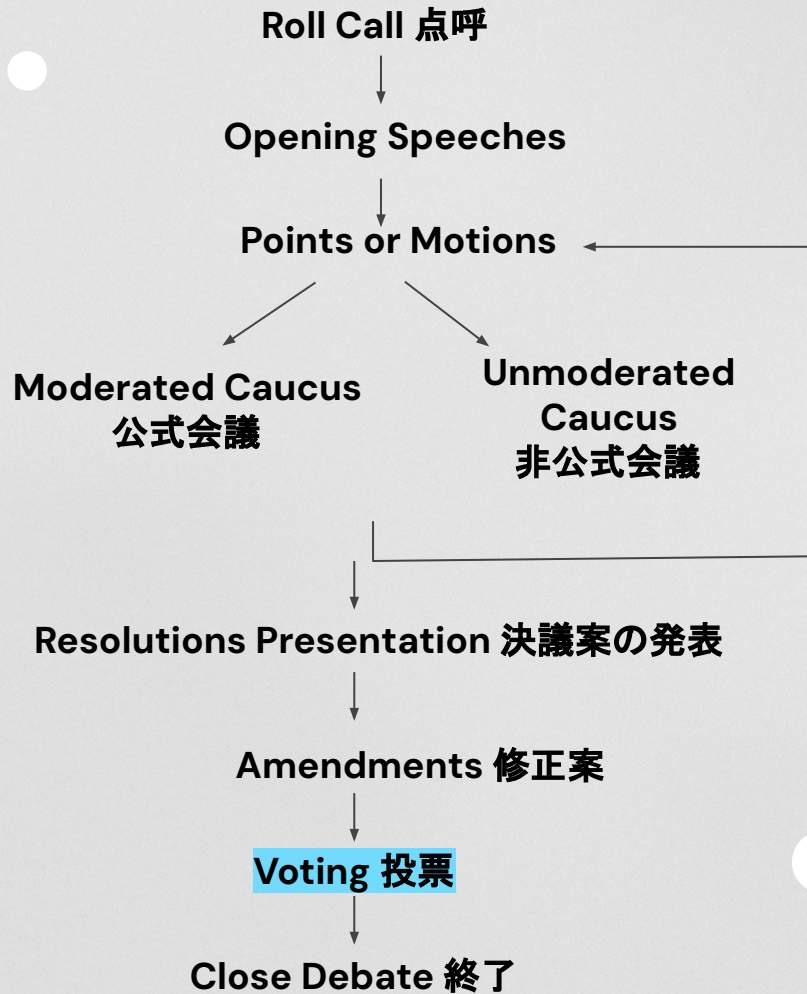 Roll Call 点呼
Opening Speeches
Points or Motions
Moderated Caucus
公式会議
Unmoderated
Caucus
非公式会議
Resolutions Presentation 決議案の発表
Amendments 修正案
Voting 投票
Close Debate 終了